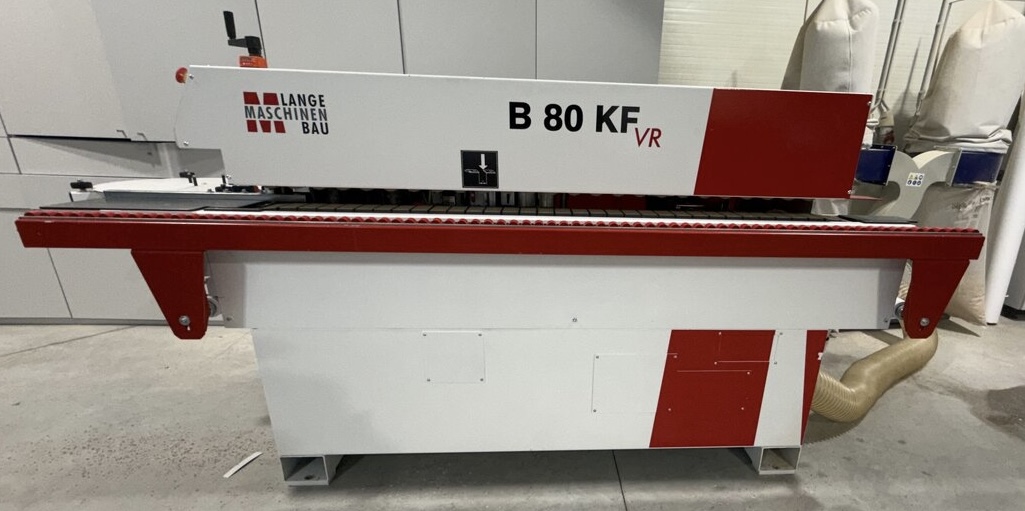 LANGE
MASCHINEN
BAU
B 80 KF
VR